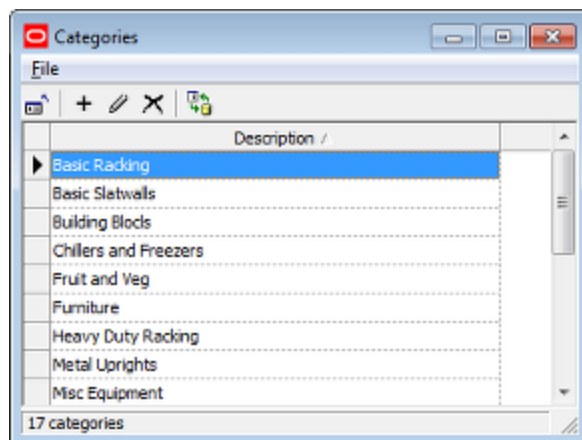 Categories
File
Description /
Basic Racking
Basic Slatwalls
Building Blocls
Chillers and Freezers
Fruit and Veg
Furniture
Heavy Duty Racking
Metal Uprights
Misc Equipment
17 categories